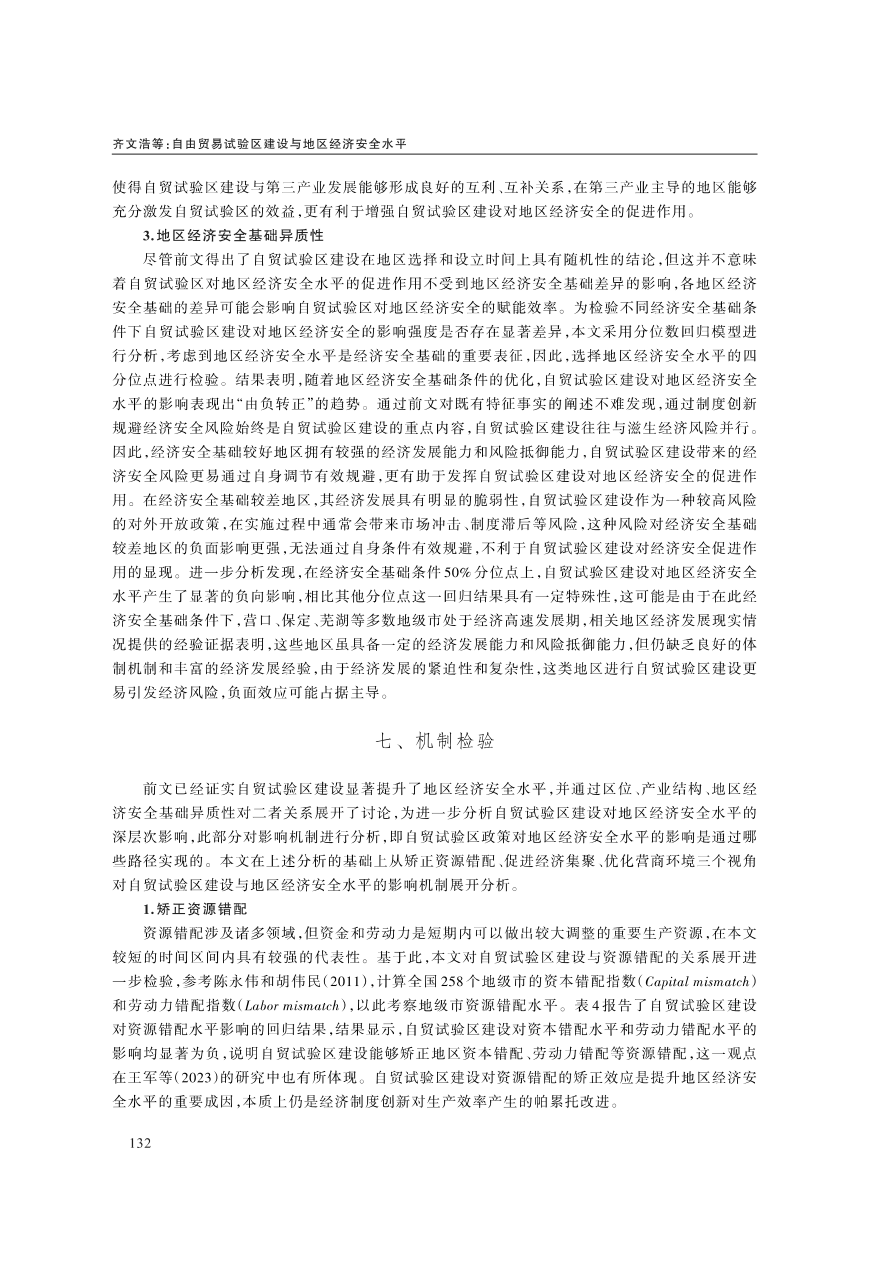 齐文浩等:自由贸易试验区建设与地区经济安全水平
使得自贸试验区建设与第三产业发展能够形成良好的互利、互补关系,在第三产业主导的地区能够
充分激发自贸试验区的效益,更有利于增强自贸试验区建设对地区经济安全的促进作用。
3.地区经济安全基础异质性
尽管前文得出了自贸试验区建设在地区选择和设立时间上具有随机性的结论,但这并不意味
着自贸试验区对地区经济安全水平的促进作用不受到地区经济安全基础差异的影响,各地区经济
安全基础的差异可能会影响自贸试验区对地区经济安全的赋能效率。为检验不同经济安全基础条
件下自贸试验区建设对地区经济安全的影响强度是否存在显著差异,本文采用分位数回归模型进
行分析,考虑到地区经济安全水平是经济安全基础的重要表征,因此,选择地区经济安全水平的四
分位点进行检验。结果表明,随着地区经济安全基础条件的优化,自贸试验区建设对地区经济安全
水平的影响表现出“由负转正”的趋势。通过前文对既有特征事实的阐述不难发现,通过制度创新
规避经济安全风险始终是自贸试验区建设的重点内容,自贸试验区建设往往与滋生经济风险并行。
因此,经济安全基础较好地区拥有较强的经济发展能力和风险抵御能力,自贸试验区建设带来的经
济安全风险更易通过自身调节有效规避,更有助于发挥自贸试验区建设对地区经济安全的促进作
用。在经济安全基础较差地区,其经济发展具有明显的脆弱性,自贸试验区建设作为一种较高风险
的对外开放政策,在实施过程中通常会带来市场冲击、制度滞后等风险,这种风险对经济安全基础
较差地区的负面影响更强,无法通过自身条件有效规避,不利于自贸试验区建设对经济安全促进作
用的显现。进一步分析发现,在经济安全基础条件50%分位点上,自贸试验区建设对地区经济安全
水平产生了显著的负向影响,相比其他分位点这一回归结果具有一定特殊性,这可能是由于在此经
济安全基础条件下,营口、保定、芜湖等多数地级市处于经济高速发展期,相关地区经济发展现实情
况提供的经验证据表明,这些地区虽具备一定的经济发展能力和风险抵御能力,但仍缺乏良好的体
制机制和丰富的经济发展经验,由于经济发展的紧迫性和复杂性,这类地区进行自贸试验区建设更
易引发经济风险,负面效应可能占据主导。
七、机制检验
前文已经证实自贸试验区建设显著提升了地区经济安全水平,并通过区位、产业结构、地区经
济安全基础异质性对二者关系展开了讨论,为进一步分析自贸试验区建设对地区经济安全水平的
深层次影响,此部分对影响机制进行分析,即自贸试验区政策对地区经济安全水平的影响是通过哪
些路径实现的。本文在上述分析的基础上从矫正资源错配、促进经济集聚、优化营商环境三个视角
对自贸试验区建设与地区经济安全水平的影响机制展开分析。
1.矫正资源错配
资源错配涉及诸多领域,但资金和劳动力是短期内可以做出较大调整的重要生产资源,在本文
较短的时间区间内具有较强的代表性。基于此,本文对自贸试验区建设与资源错配的关系展开进
一步检验,参考陈永伟和胡伟民(2011),计算全国258个地级市的资本错配指数(Capital mismatch)
和劳动力错配指数(Labor mismatch),以此考察地级市资源错配水平。表4报告了自贸试验区建设
对资源错配水平影响的回归结果,结果显示,自贸试验区建设对资本错配水平和劳动力错配水平的
影响均显著为负,说明自贸试验区建设能够矫正地区资本错配、劳动力错配等资源错配,这一观点
在王军等(2023)的研究中也有所体现。自贸试验区建设对资源错配的矫正效应是提升地区经济安
全水平的重要成因,本质上仍是经济制度创新对生产效率产生的帕累托改进。
132